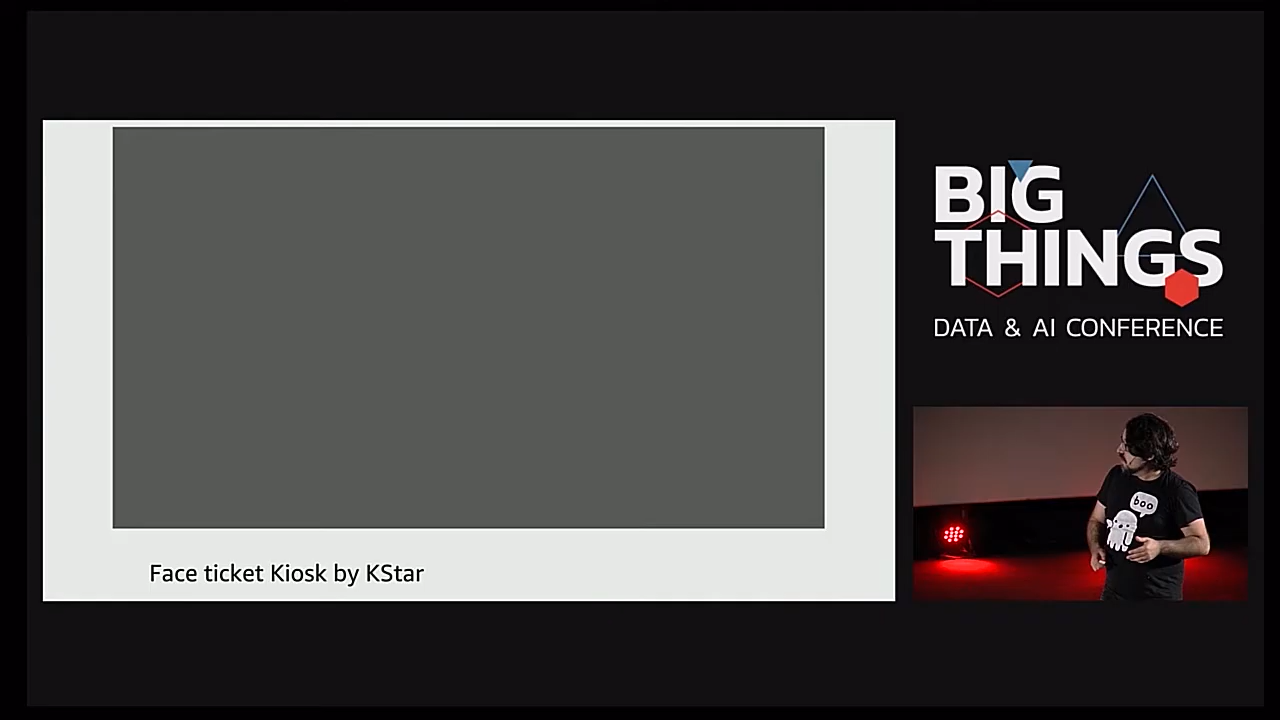 Face ticket Kiosk by KStar
BIG
THINGS
DATA & AI CONFERENCE
boo